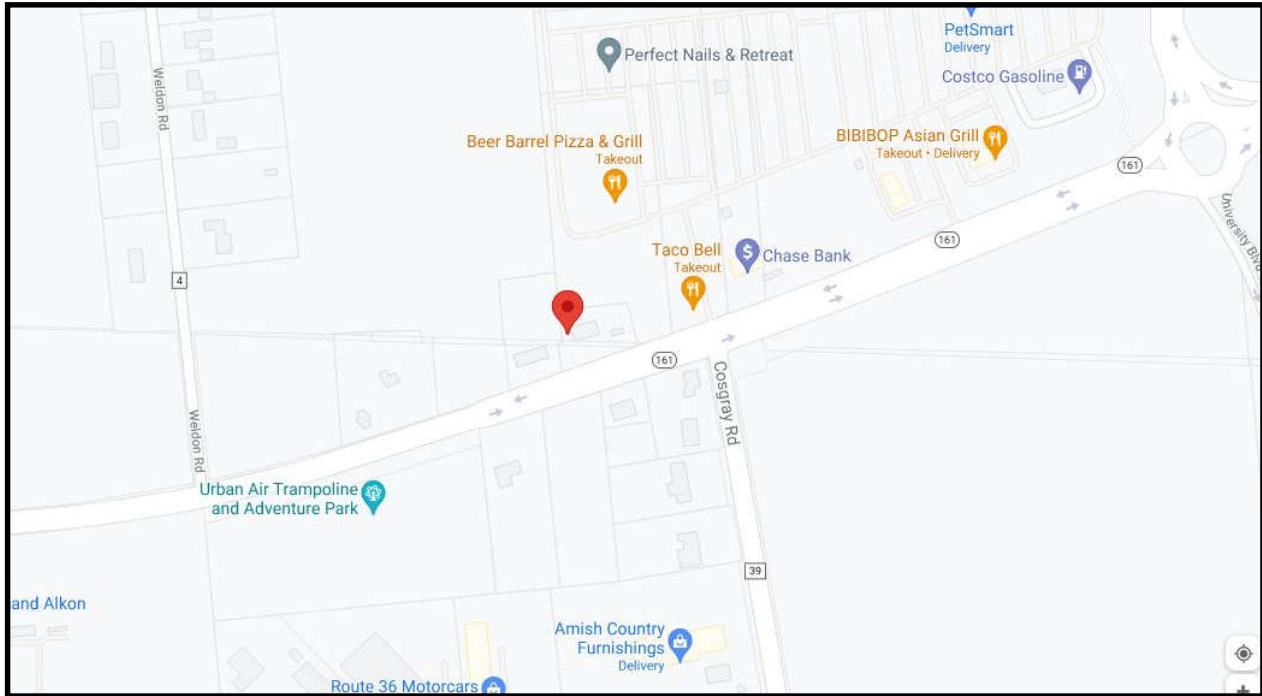 PetSmart
Delivery
Perfect Nails & Retreat
Costco Gasoline
Weldon Rd
Beer Barrel Pizza & Grill
Takeout
BIBIBOP Asian Grill
Takeout • Delivery
161
161
University Blvd
Taco Bell
Takeout
Chase Bank
4
161
Cosgray Rd
Weldon Rd
Urban Air Trampoline
and Adventure Park
39
and Alkon
Amish Country
Furnishings
Delivery
Route 36 Motorcars